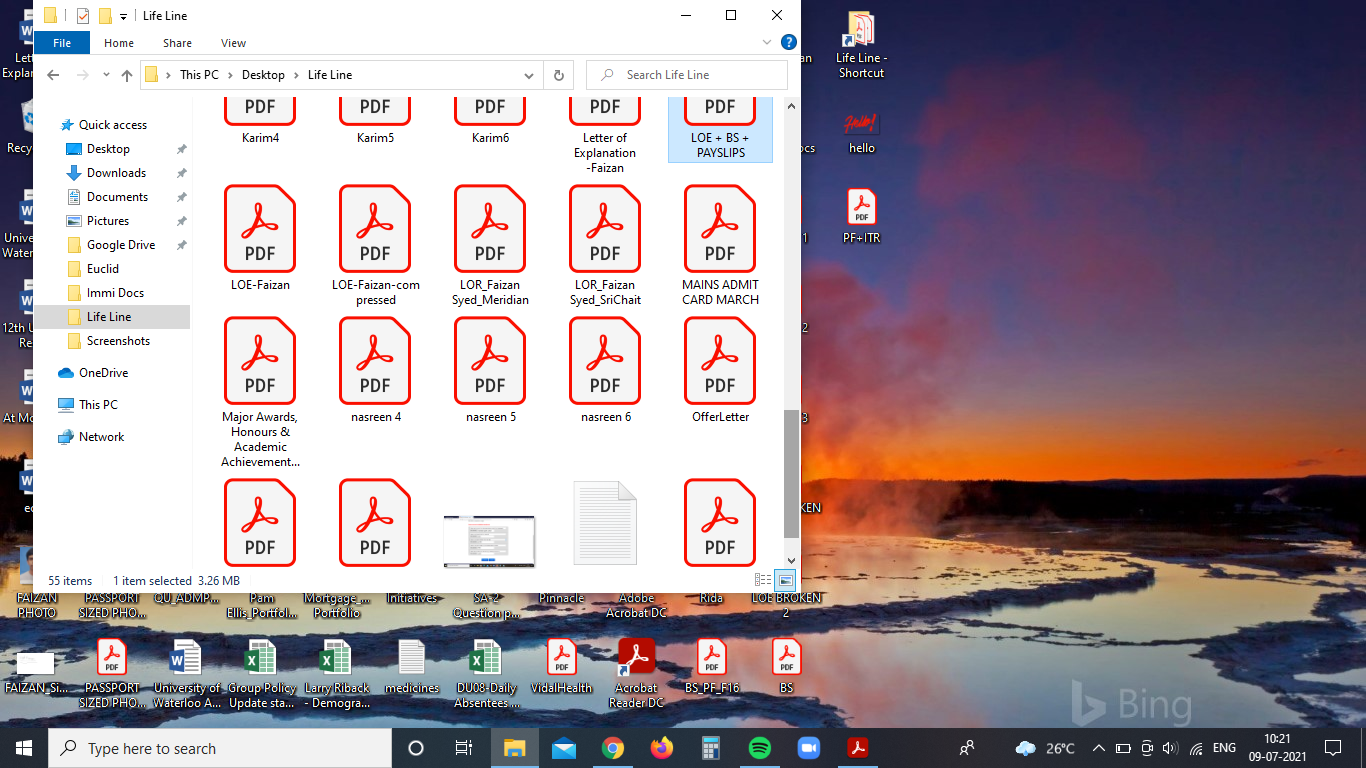 Life Line
File
Home
Share
View
This PC
Desktop
Life Line
Search Life Line
Quick access
Desktop
Downloads
Documents
Pictures
Google Drive
Euclid
Immi Docs
Life Line
Screenshots
OneDrive
This PC
Network
PDF
PDF
PDF
PDF
PDF
Karim4
Karim5
Karim6
Letter of
Explanation
-Faizan
LOE + BS +
PAYSLIPS
PDF
PDF
PDF
PDF
PDF
LOE-Faizan
LOE-Faizan-com
pressed
LOR_Faizan
Syed_Meridian
LOR_Faizan
Syed_SriChait
MAINS ADMIT
CARD MARCH
PDF
PDF
PDF
PDF
PDF
Major Awards,
Honours &
Academic
Achievement...
nasreen 4
nasreen 5
nasreen 6
OfferLetter
PDF
PDF
PDF
55 items
1 item selected 3.26 MB
Life Line -
Shortcut
hello
PDF
PF+ITR
FAIZAN
PHOTO
PASSPORT
SIZED PHO...
QU_ADMP...
Pam
Ellis_Portfol...
Mortgage_...
Portfolio
Initiatives
SA-2
Question p...
Pinnacle
Adobe
Acrobat DC
Rida
LOE BROKEN
2
FAIZAN_Si...
PDF
PASSPORT
SIZED PHO...
University of
Waterloo A...
Group Policy
Update sta...
Larry Riback
- Demogra...
medicines
DU08-Daily
Absentees ...
PDF
VidalHealth
Acrobat
Reader DC
PDF
BS_PF_F16
PDF
BS
Bing
Type here to search
26°C
ENG
10:21
09-07-2021